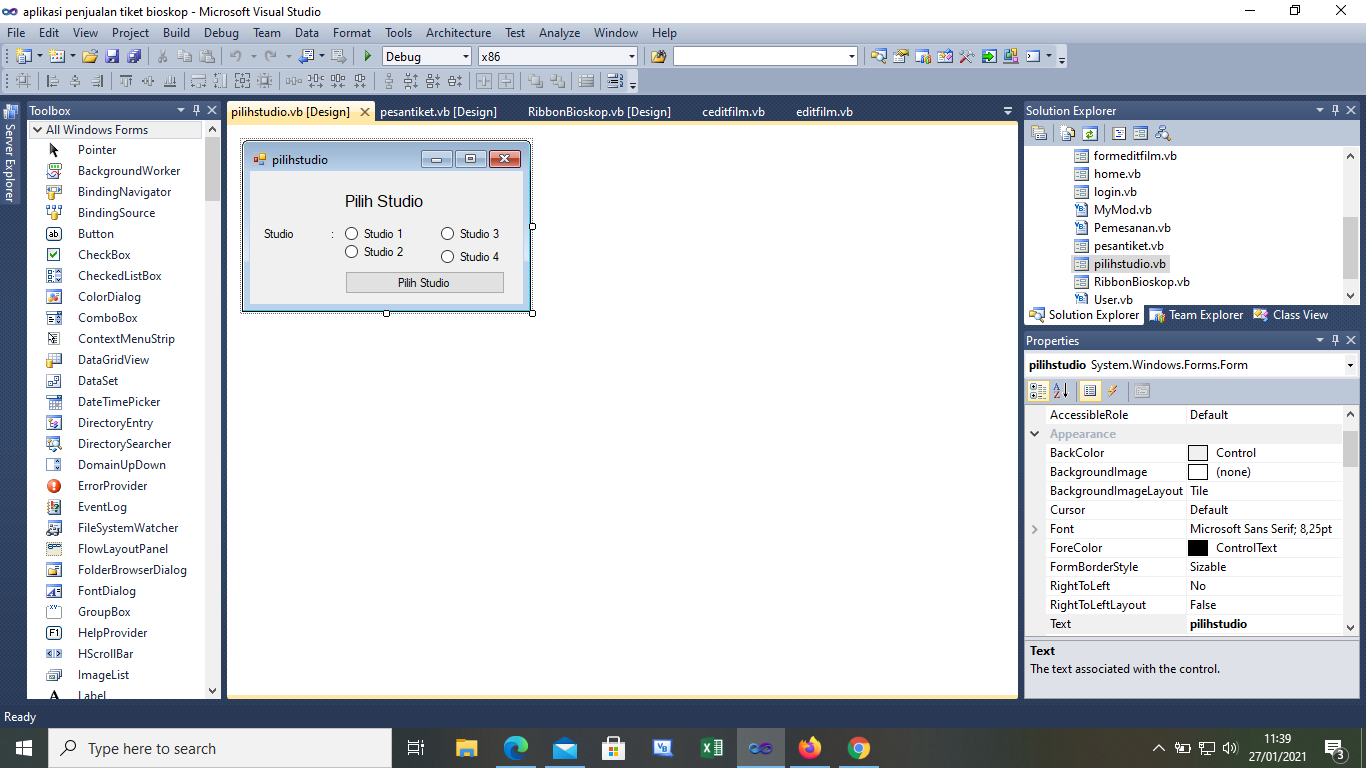 aplikasi penjualan tiket bioskop - Microsoft Visual Studio
File Edit View Project Build Debug Team Data Format Tools Architecture Test Analyze Window Help
Debug x86
Server Explorer
Toolbox
All Windows Forms
Pointer
BackgroundWorker
BindingNavigator
BindingSource
Button
CheckBox
CheckedListBox
ColorDialog
ComboBox
ContextMenuStrip
DataGridView
DataSet
DateTimePicker
DirectoryEntry
DirectorySearcher
DomainUpDown
ErrorProvider
EventLog
FileSystemWatcher
FlowLayoutPanel
FolderBrowserDialog
FontDialog
GroupBox
HelpProvider
HScrollBar
ImageList
Label
pilihstudio.vb [Design] pesantiket.vb [Design] RibbonBioskop.vb [Design] ceditfilm.vb editfilm.vb
pilihstudio
Pilih Studio
Studio : Studio 1 Studio 3
Studio 2 Studio 4
Pilih Studio
Solution Explorer
formeditfilm.vb
home.vb
login.vb
MyMod.vb
Pemesanan.vb
pesantiket.vb
pilihstudio.vb
RibbonBioskop.vb
User.vb
Solution Explorer Team Explorer Class View
Properties
pilihstudio System.Windows.Forms.Form
AccessibleRole Default
Appearance
BackColor Control
BackgroundImage (none)
BackgroundImageLayout Tile
Cursor Default
Font Microsoft Sans Serif; 8,25pt
ForeColor ControlText
FormBorderStyle Sizable
RightToLeft No
RightToLeftLayout False
Text pilihstudio
Text
The text associated with the control.
Ready
Type here to search
11:39
27/01/2021
3